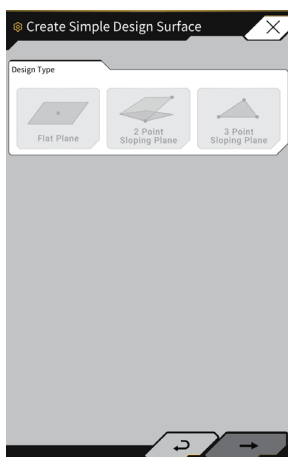 Create Simple Design Surface
Design Type
Flat Plane
2 Point
Sloping Plane
3 Point
Sloping Plane